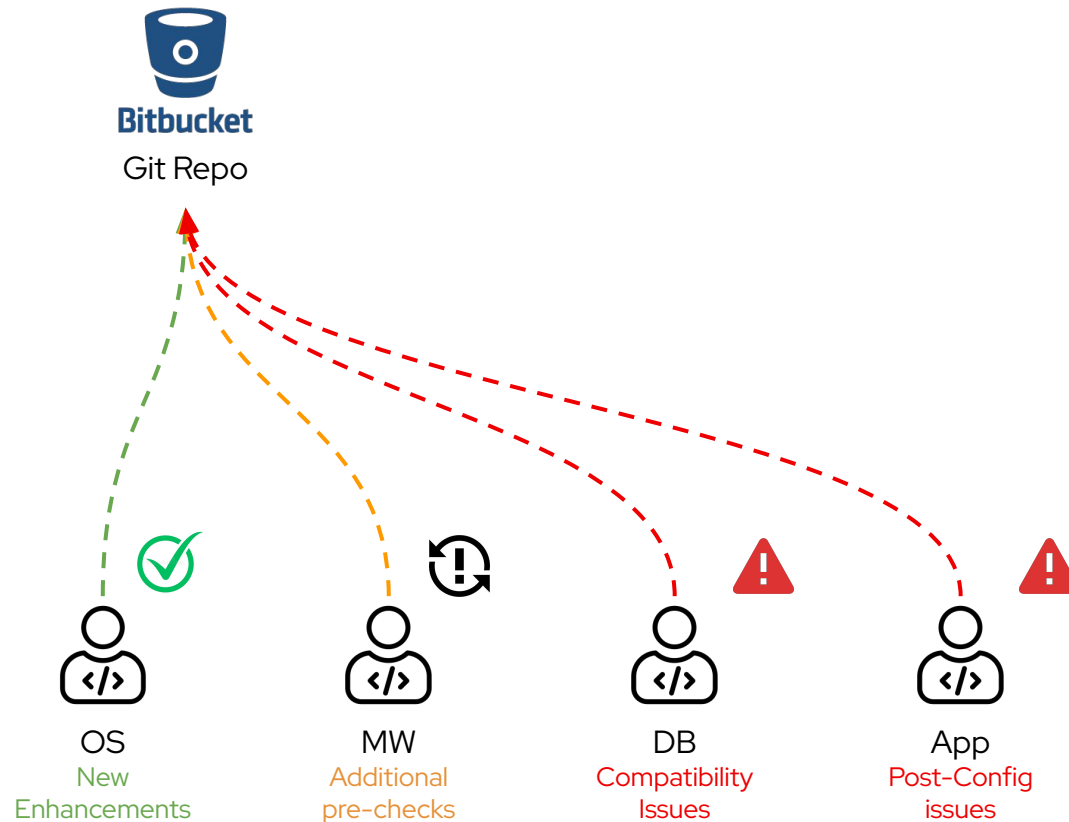 Bitbucket
Git Repo
</>
</>
</>
</>
OS
New
Enhancements
MW
Additional
pre-checks
DB
Compatibility
Issues
App
Post-Config
issues